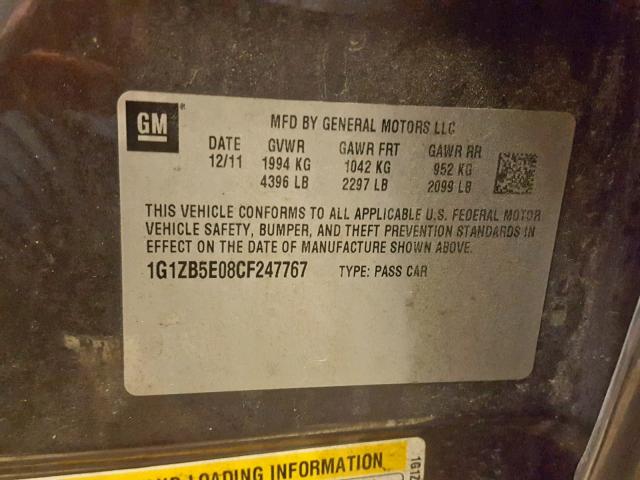 GM
MFD BY GENERAL MOTORS LLC
DATE GVWR GAWR FRT GAWR RR
12/11 1994 KG 1042 KG 952 KG
4396 LB 2297 LB 2099 LB
THIS VEHICLE CONFORMS TO ALL APPLICABLE U.S. FEDERAL MOTOR
VEHICLE SAFETY, BUMPER, AND THEFT PREVENTION STANDARDS IN
EFFECT ON THE DATE OF MANUFACTURE SHOWN ABOVE.
1G1ZB5E08CF247767 TYPE: PASS CAR
AND LOADING INFORMATION
1G1Z